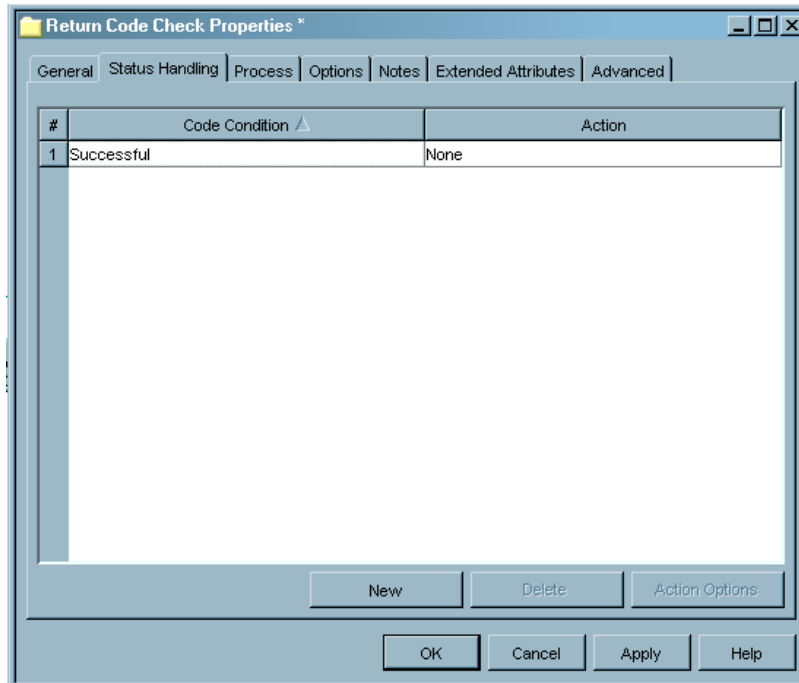 Return Code Check Properties *
General Status Handling Process Options Notes Extended Attributes Advanced
# Code Condition Action
1 Successful None
New Delete Action Options
OK Cancel Apply Help